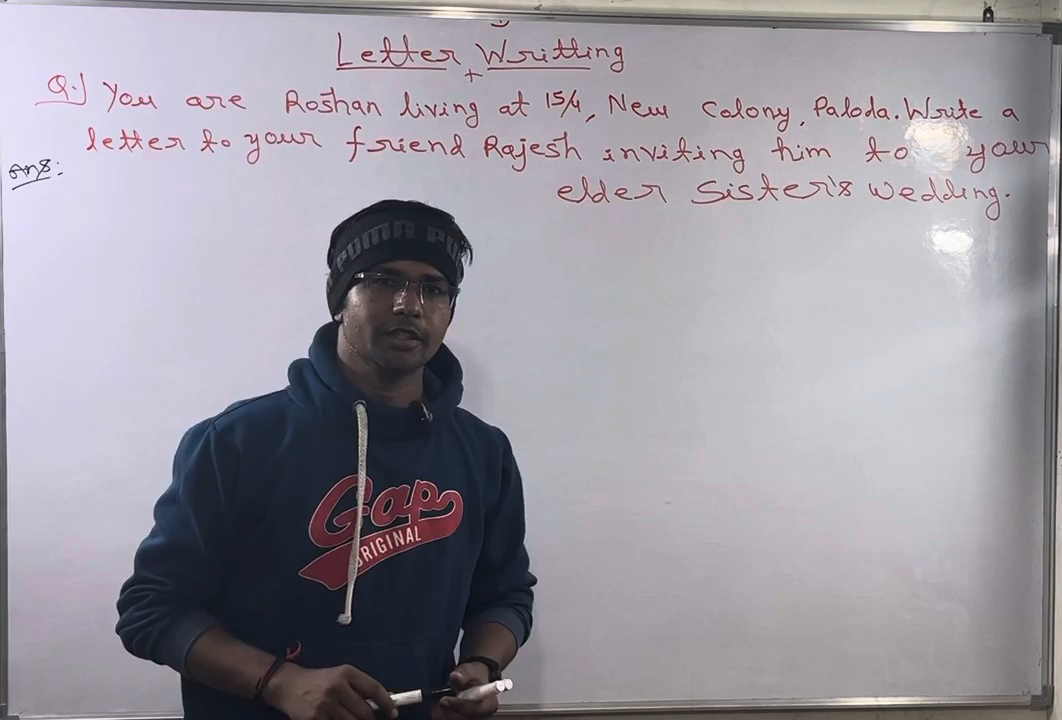 Letter Writting
Q.) You are Roshan living at 15/4, New Colony, Paloda. Write a
letter to your friend Rajesh inviting him to your
elder Sister's wedding.
Ans:
PUMA PU
Gap
ORIGINAL